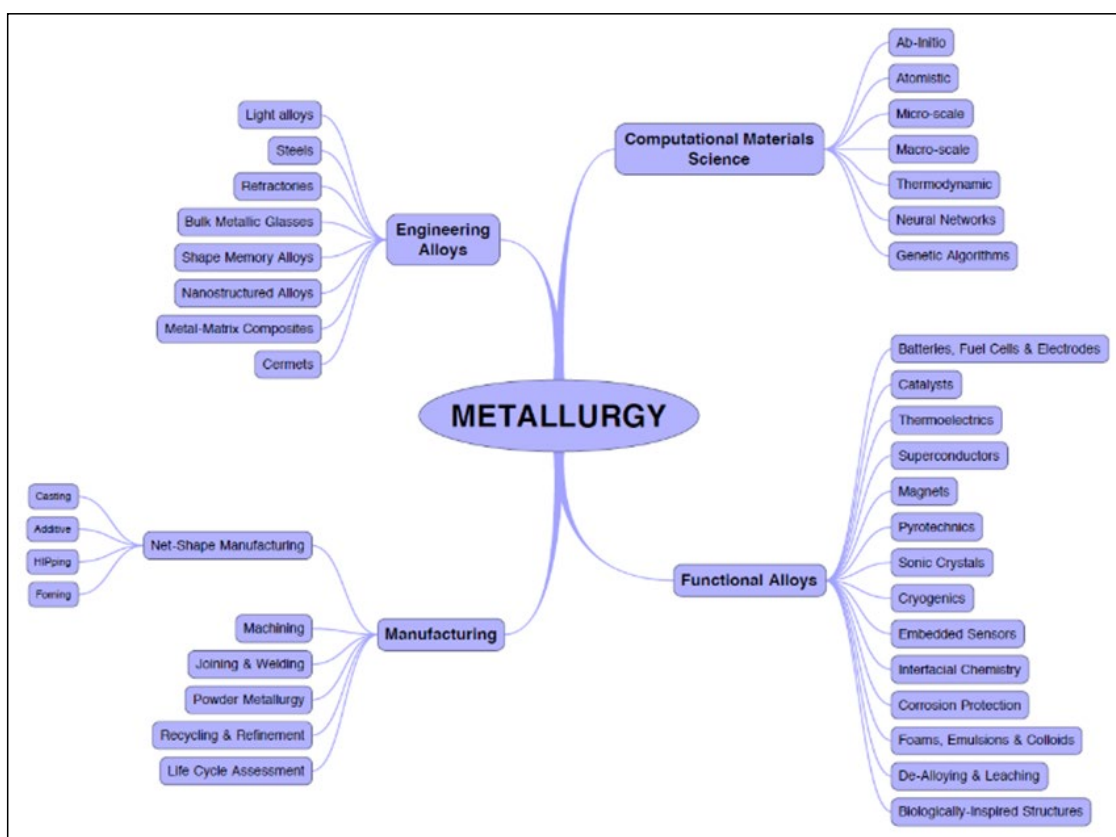 METALLURGY
Engineering
Alloys
Light alloys
Steels
Refractories
Bulk Metallic Glasses
Shape Memory Alloys
Nanostructured Alloys
Metal-Matrix Composites
Cermets
Computational Materials
Science
Ab-Initio
Atomistic
Micro-scale
Macro-scale
Thermodynamic
Neural Networks
Genetic Algorithms
Manufacturing
Net-Shape Manufacturing
Casting
Additive
HIPping
Forning
Machining
Joining & Welding
Powder Metallurgy
Recycling & Refinement
Life Cycle Assessment
Functional Alloys
Batteries, Fuel Cells & Electrodes
Catalysts
Thermoelectrics
Superconductors
Magnets
Pyrotechnics
Sonic Crystals
Cryogenics
Embedded Sensors
Interfacial Chemistry
Corrosion Protection
Foams, Emulsions & Colloids
De-Alloying & Leaching
Biologically-Inspired Structures